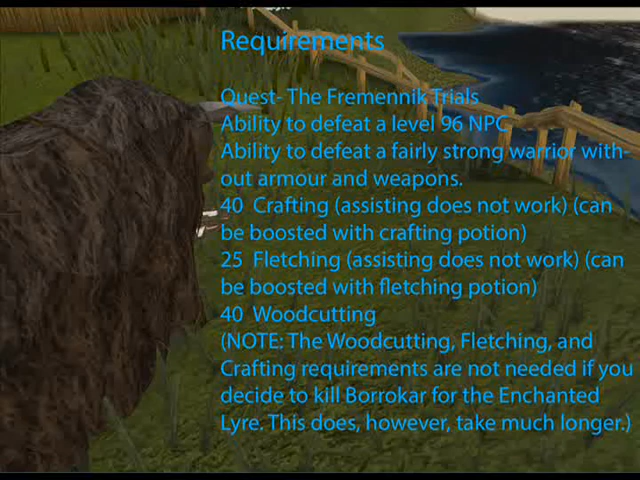 Requirements
Quest- The Fremennik Trials
Ability to defeat a level 96 NPC
Ability to defeat a fairly strong warrior with-
out armour and weapons.
40 Crafting (assisting does not work) (can
be boosted with crafting potion)
25 Fletching (assisting does not work) (can
be boosted with fletching potion)
40 Woodcutting
(NOTE: The Woodcutting, Fletching, and
Crafting requirements are not needed if you
decide to kill Borrokar for the Enchanted
Lyre. This does, however, take much longer.)